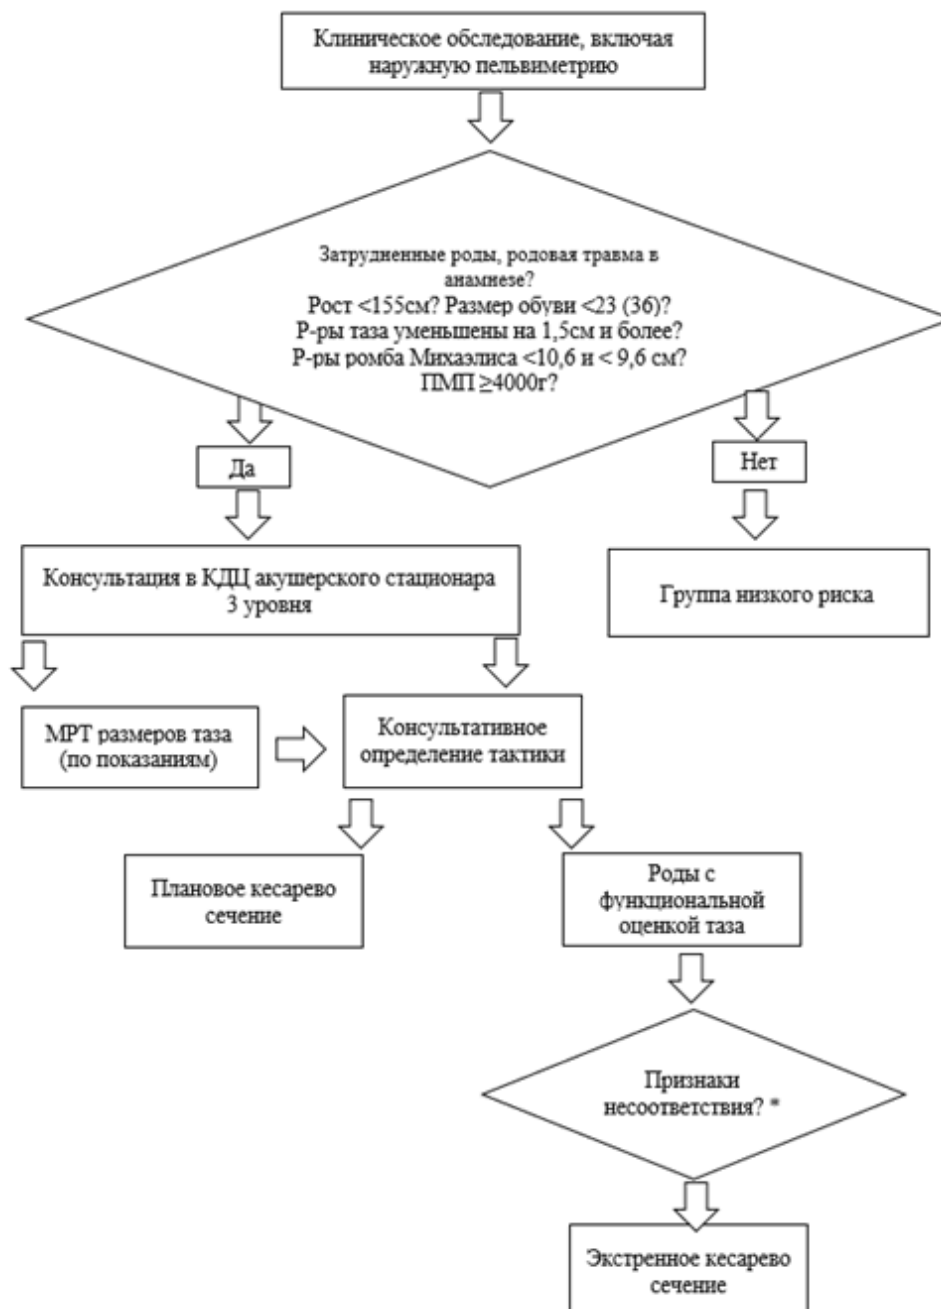 Клиническое обследование, включая
наружную пельвиметрию
Затрудненные роды, родовая травма в
анамнезе?
Рост <155см? Размер обуви <23 (36)?
Р-ры таза уменьшены на 1,5см и более?
Р-ры ромба Михаэлиса <10,6 и < 9,6 см?
ПМП ≥4000г?
Да
Нет
Консультация в КДЦ акушерского стационара
3 уровня
Группа низкого риска
МРТ размеров таза
(по показаниям)
Консультативное
определение тактики
Плановое кесарево
сечение
Роды с
функциональной
оценкой таза
Признаки
несоответствия? *
Экстренное кесарево
сечение